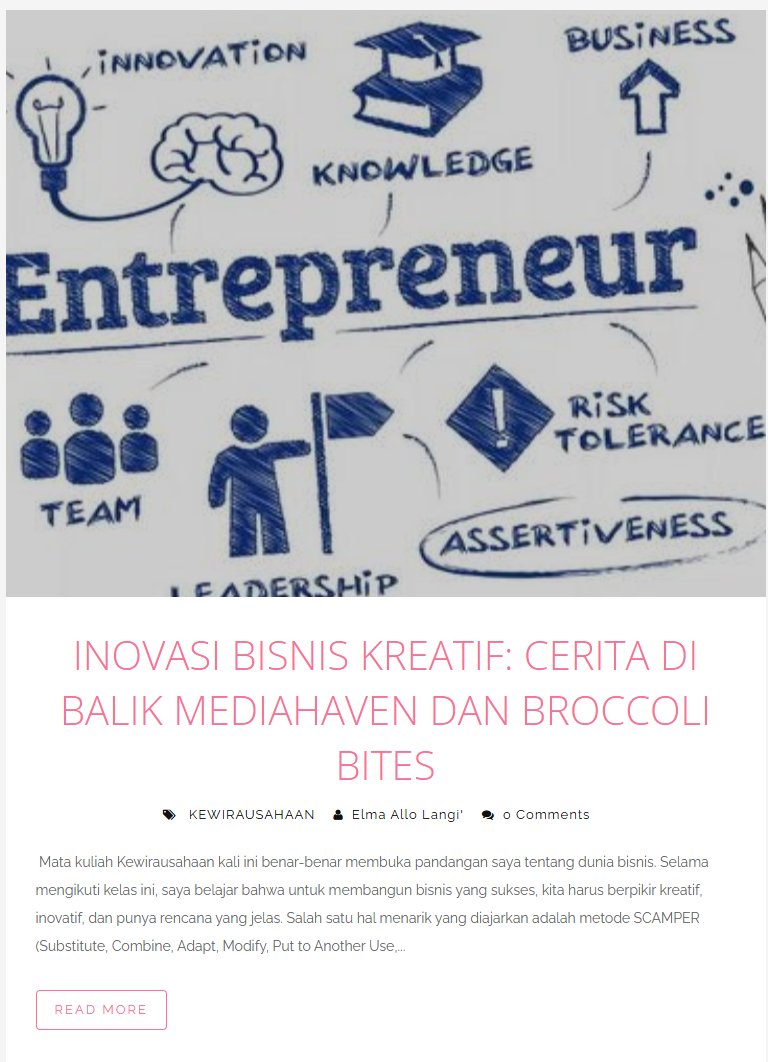 iNNOVATiON
BUSiNESS
KNOWLEDGE
Entrepreneur
RiSK
TOLERANCE
TEAM
ASSERTiVENESS
LEADERSHiP
INOVASI BISNIS KREATIF: CERITA DI
BALIK MEDIAHAVEN DAN BROCCOLI
BITES
KEWIRAUSAHAAN Elma Allo Langi' 0 Comments
Mata kuliah Kewirausahaan kali ini benar-benar membuka pandangan saya tentang dunia bisnis. Selama
mengikuti kelas ini, saya belajar bahwa untuk membangun bisnis yang sukses, kita harus berpikir kreatif,
inovatif, dan punya rencana yang jelas. Salah satu hal menarik yang diajarkan adalah metode SCAMPER
(Substitute, Combine, Adapt, Modify, Put to Another Use,...
READ MORE